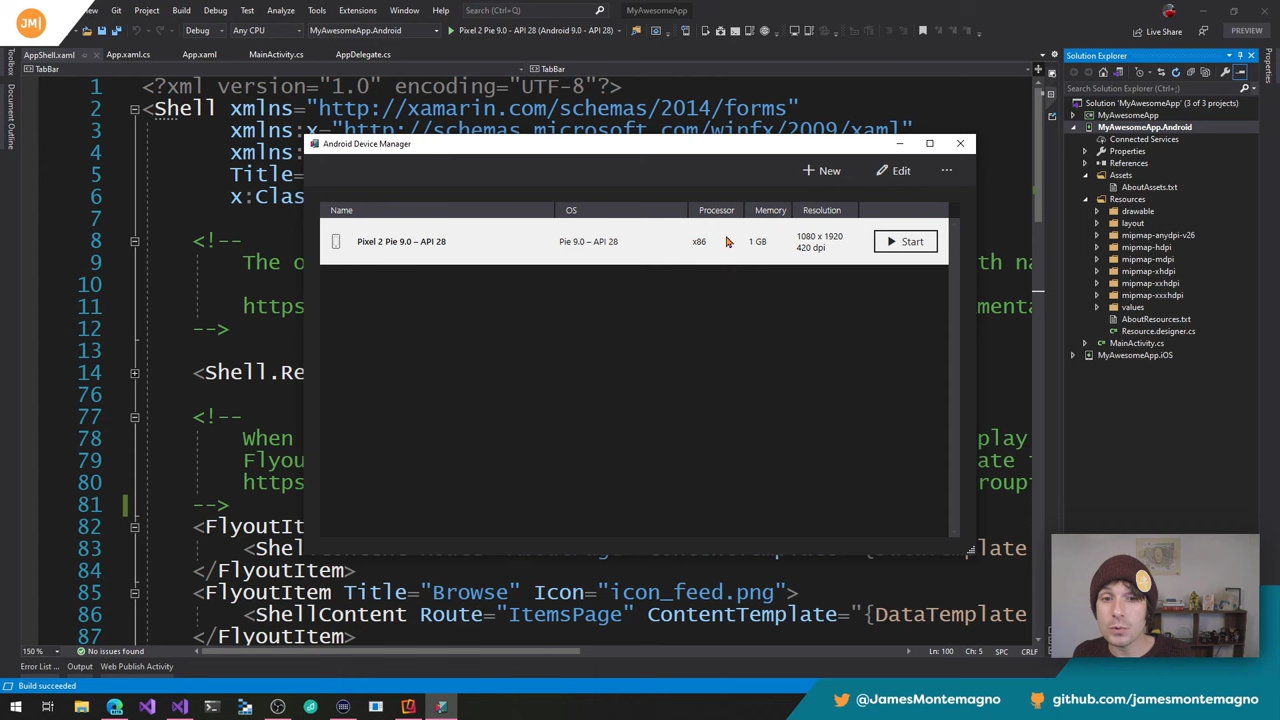 JM
Git
Project
Build
Debug
Test
Analyze
Tools
Extensions
Window
Help
Search (Ctrl+Q)
MyAwesomeApp
Debug
Any CPU
MyAwesomeApp.Android
Pixel 2 Pie 9.0 - API 28 (Android 9.0 - API 28)
Live Share
PREVIEW
AppShell.xaml
App.xaml.cs
App.xaml
MainActivity.cs
AppDelegate.cs
TabBar
TabBar
Toolbox
Document Outline
Properties
1 <?xml version="1.0" encoding="UTF-8"?>
2 <Shell xmlns="http://xamarin.com/schemas/2014/forms"
3 xmlns:x="http://schemas.microsoft.com/winfx/2009/xaml"
4 xmlns:
5 Title=
6 x:Clas
7
8 <!--
9 The o th na
10
11 https menta
12 -->
13
14 <Shell.Re
76
77 <!--
78 When play
79 Flyou ate f
80 https roupt
81 -->
82 <FlyoutIt
83 <Shel {DataTemplate
84 </FlyoutItem>
85 <FlyoutItem Title="Browse" Icon="icon_feed.png">
86 <ShellContent Route="ItemsPage" ContentTemplate="{DataTemplate
87 </FlyoutItem>
Android Device Manager
New
Edit
Name
OS
Processor
Memory
Resolution
Pixel 2 Pie 9.0 – API 28
Pie 9.0 – API 28
x86
1 GB
1080 x 1920
420 dpi
Start
Solution Explorer
Search Solution Explorer (Ctrl+;)
Solution 'MyAwesomeApp' (3 of 3 projects)
MyAwesomeApp
MyAwesomeApp.Android
Connected Services
Properties
References
Assets
AboutAssets.txt
Resources
drawable
layout
mipmap-anydpi-v26
mipmap-hdpi
mipmap-mdpi
mipmap-xhdpi
mipmap-xxhdpi
mipmap-xxxhdpi
values
AboutResources.txt
Resource.designer.cs
MainActivity.cs
MyAwesomeApp.iOS
150 %
No issues found
Ln: 100
Ch: 5
SPC
CRLF
Error List ...
Output
Web Publish Activity
Build succeeded
@JamesMontemagno
github.com/jamesmontemagno